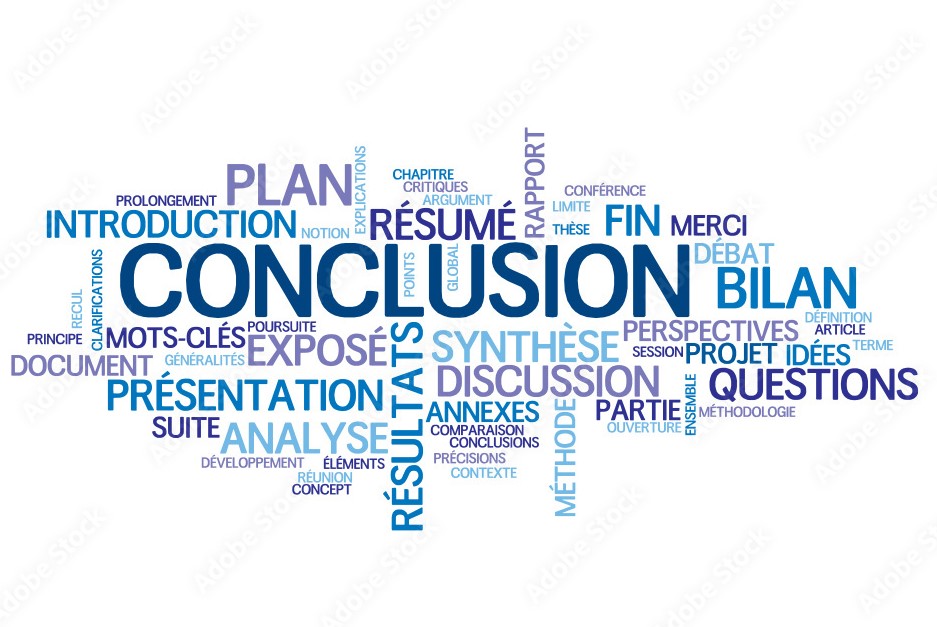 PLAN
EXPLICATIONS
CHAPITRE
CRITIQUES
ARGUMENT
RAPPORT
CONFÉRENCE
PROLONGEMENT
INTRODUCTION
NOTION
RÉSUMÉ
LIMITE
THÈSE
FIN
MERCI
CONCLUSION
POINTS
GLOBAL
DÉBAT
BILAN
RECUL
CLARIFICATIONS
PRINCIPE
MOTS-CLÉS
POURSUITE
DOCUMENT
GÉNÉRALITÉS
EXPOSÉ
RÉSULTATS
SYNTHÈSE
PERSPECTIVES
DÉFINITION
ARTICLE
SESSION
PROJET
IDÉES
TERME
PRÉSENTATION
DISCUSSION
ENSEMBLE
QUESTIONS
SUITE
ANALYSE
ANNEXES
MÉTHODE
PARTIE
OUVERTURE
MÉTHODOLOGIE
COMPARAISON
CONCLUSIONS
DÉVELOPPEMENT
ÉLÉMENTS
PRÉCISIONS
RÉUNION
CONTEXTE
CONCEPT
Adobe Stock